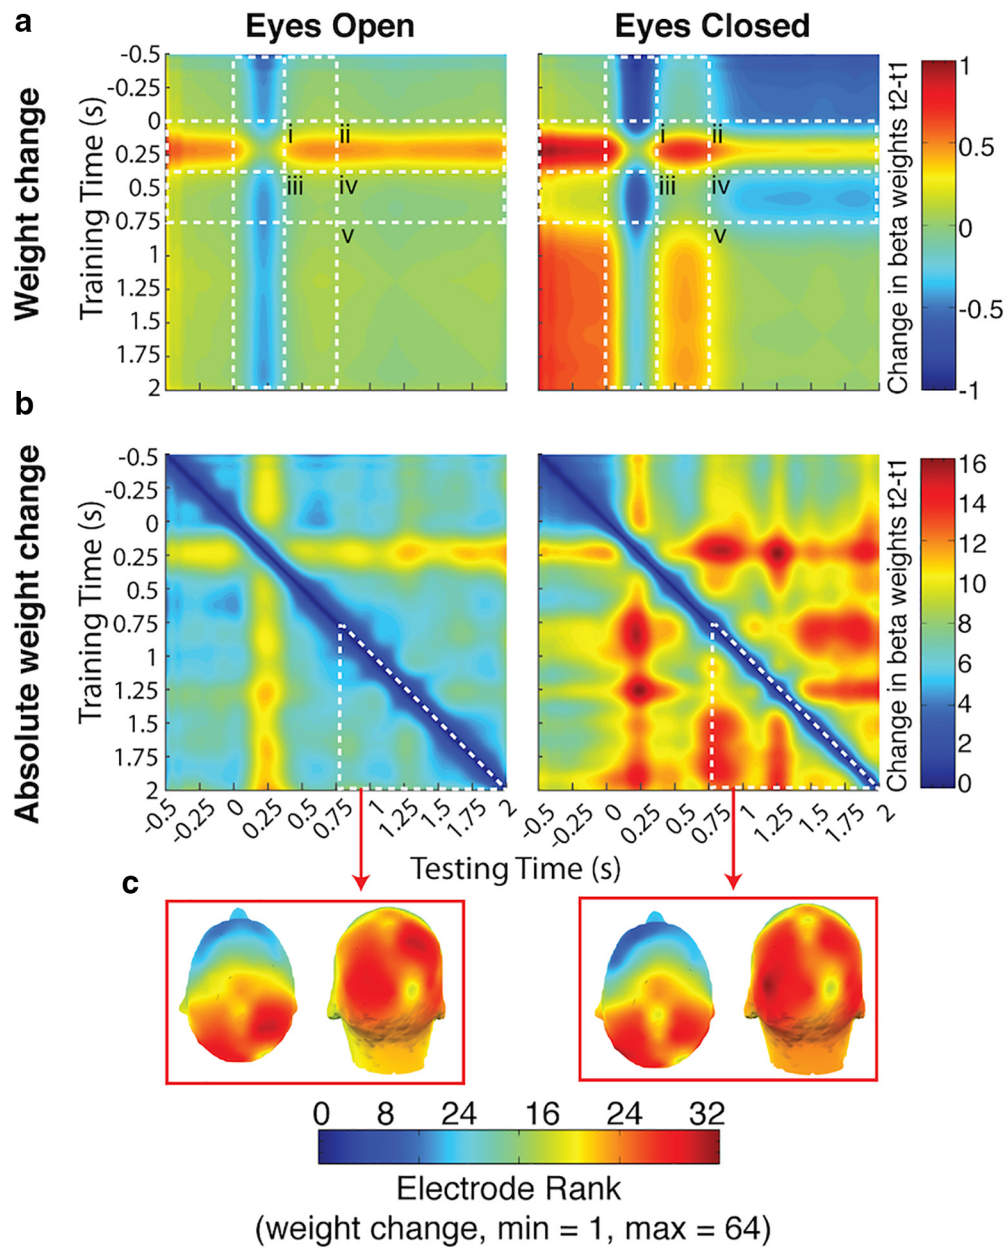 a
Eyes Open
Eyes Closed
Weight change
Training Time (s)
-0.5
-0.25
0
0.25
0.5
0.75
1
1.25
1.5
1.75
2
i
ii
iii
iv
v
i
ii
iii
iv
v
Change in beta weights t2-t1
1
0.5
0
-0.5
-1
b
Absolute weight change
Training Time (s)
-0.5
-0.25
0
0.25
0.5
0.75
1
1.25
1.5
1.75
2
Change in beta weights t2-t1
16
14
12
10
8
6
4
2
0
-0.5 -0.25 0 0.25 0.5 0.75 1 1.25 1.5 1.75 2
-0.5 -0.25 0 0.25 0.5 0.75 1 1.25 1.5 1.75 2
Testing Time (s)
c
0 8 24 16 24 32
Electrode Rank
(weight change, min = 1, max = 64)